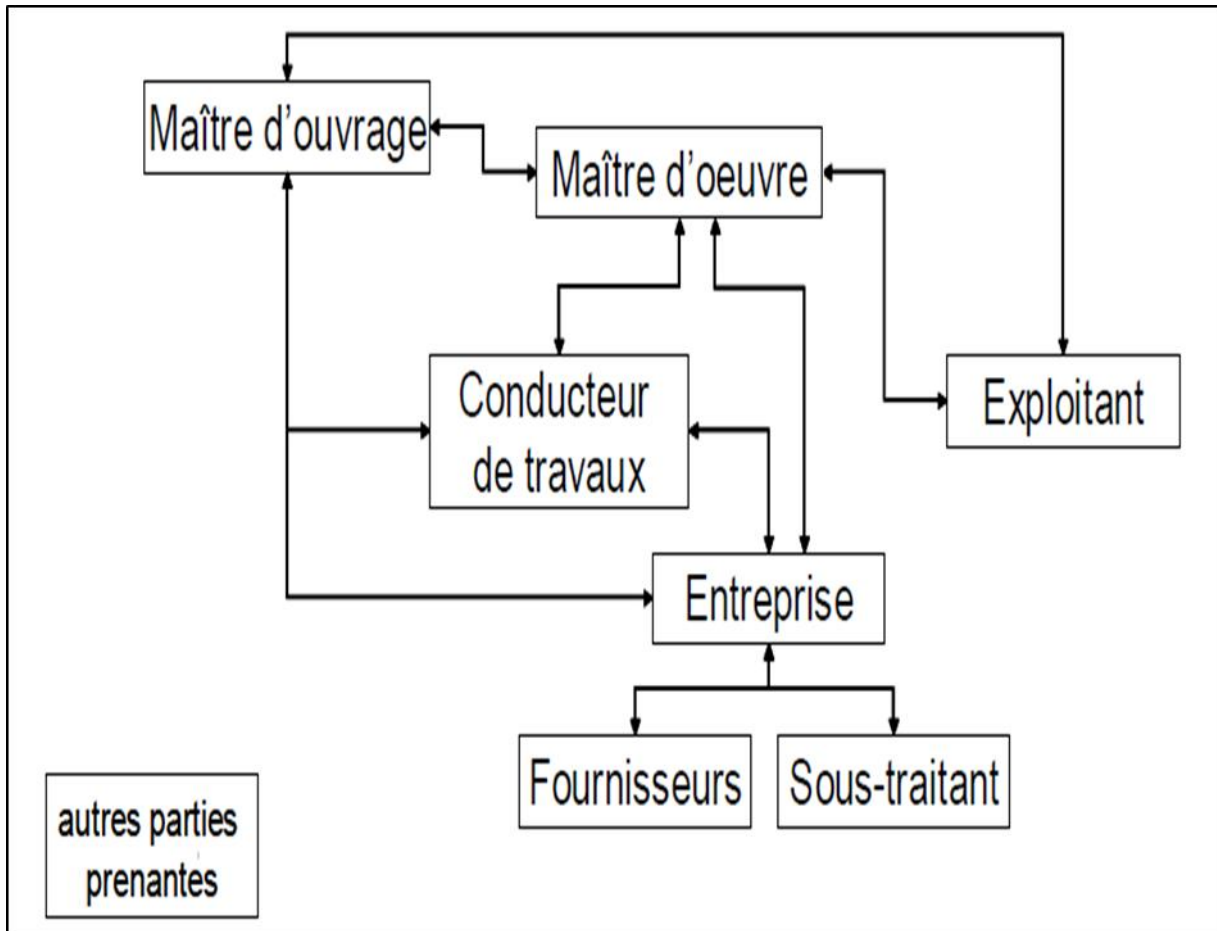 Maître d'ouvrage
Maître d'oeuvre
Conducteur
de travaux
Exploitant
Entreprise
Fournisseurs
Sous-traitant
autres parties
prenantes